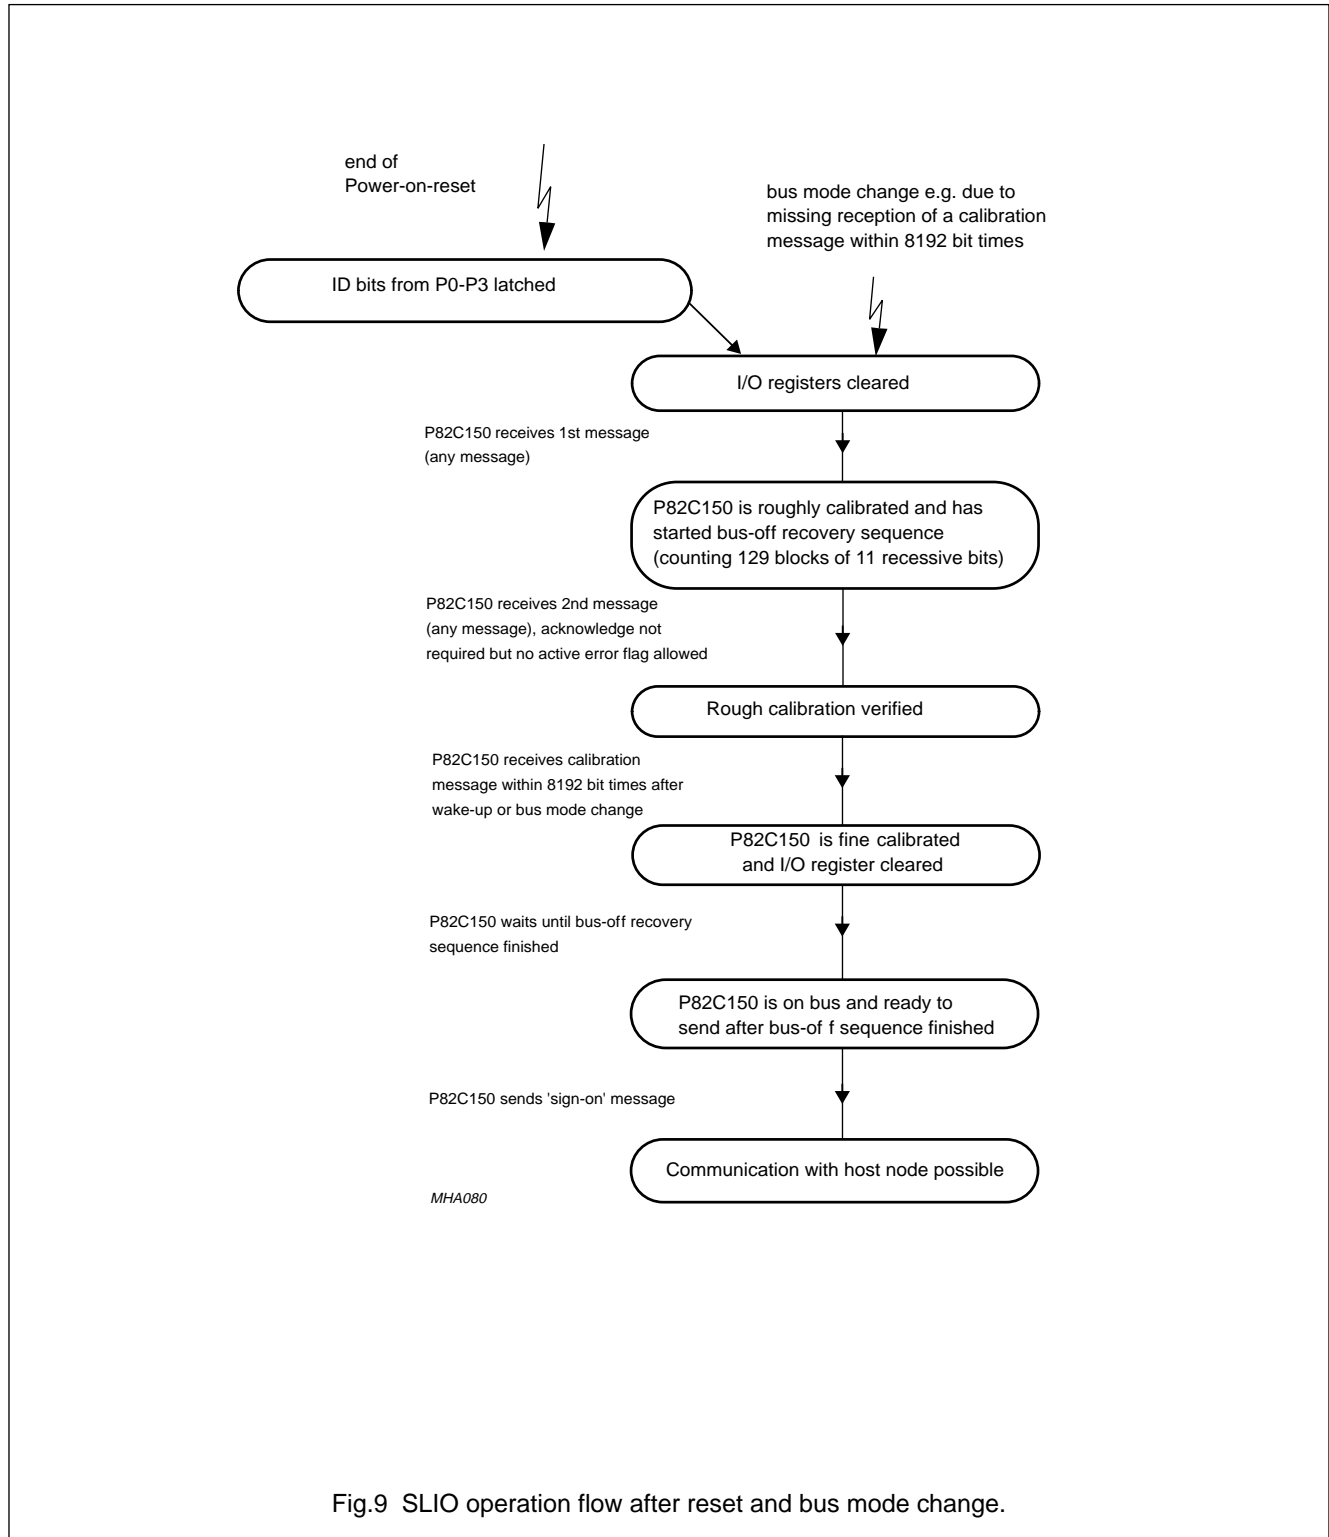 end of
Power-on-reset
bus mode change e.g. due to
missing reception of a calibration
message within 8192 bit times
ID bits from P0-P3 latched
I/O registers cleared
P82C150 receives 1st message
(any message)
P82C150 is roughly calibrated and has
started bus-off recovery sequence
(counting 129 blocks of 11 recessive bits)
P82C150 receives 2nd message
(any message), acknowledge not
required but no active error flag allowed
Rough calibration verified
P82C150 receives calibration
message within 8192 bit times after
wake-up or bus mode change
P82C150 is fine calibrated
and I/O register cleared
P82C150 waits until bus-off recovery
sequence finished
P82C150 is on bus and ready to
send after bus-of f sequence finished
P82C150 sends 'sign-on' message
Communication with host node possible
MHA080
Fig.9 SLIO operation flow after reset and bus mode change.